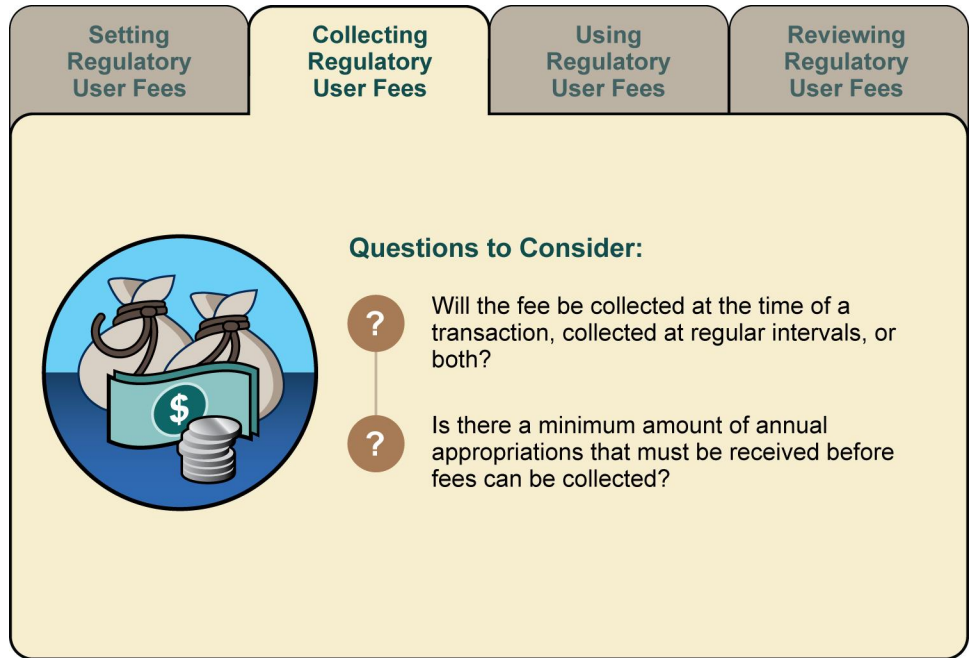 Setting
Regulatory
User Fees
Collecting
Regulatory
User Fees
Using
Regulatory
User Fees
Reviewing
Regulatory
User Fees
Questions to Consider:
?
Will the fee be collected at the time of a
transaction, collected at regular intervals, or
both?
?
Is there a minimum amount of annual
appropriations that must be received before
fees can be collected?
$